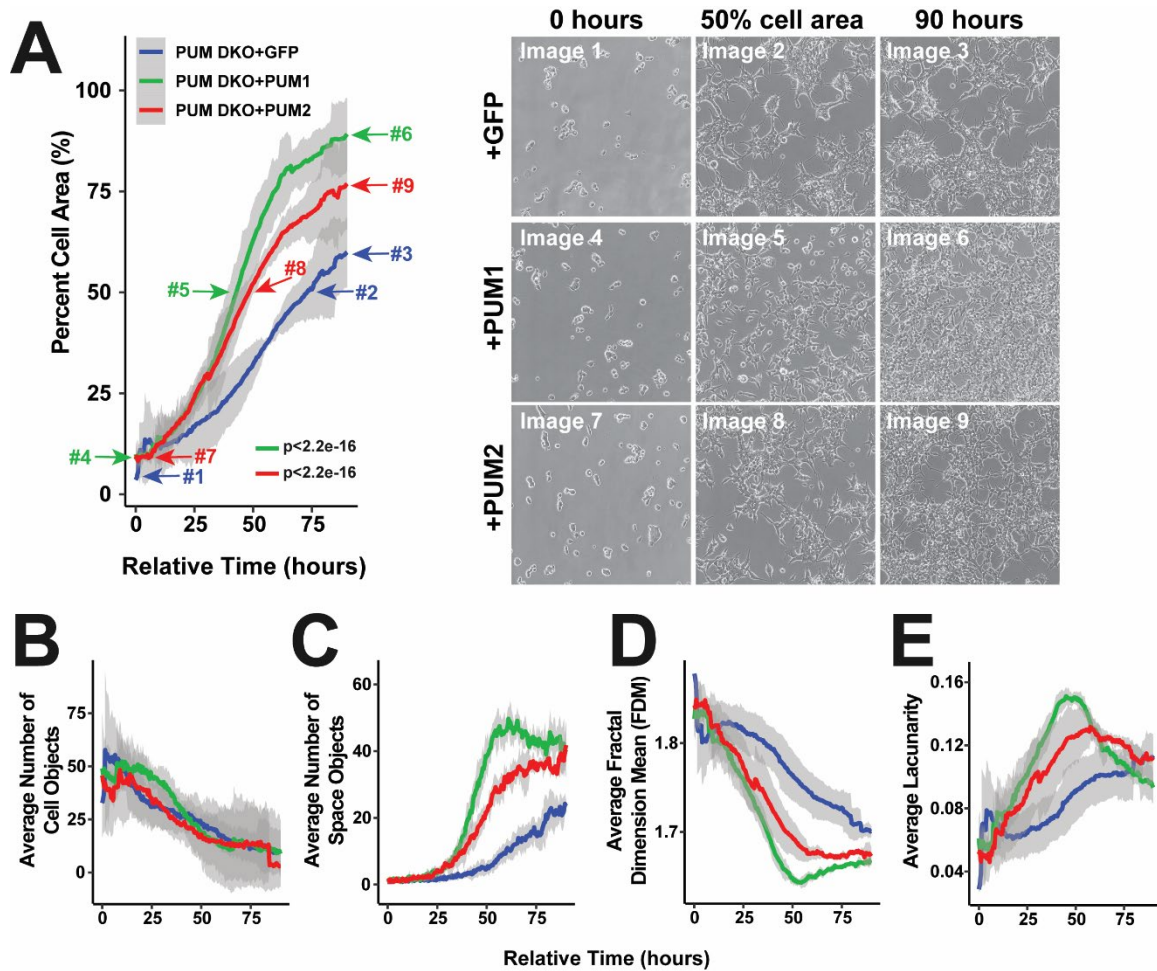 A
PUM DKO+GFP
PUM DKO+PUM1
PUM DKO+PUM2
Percent Cell Area (%)
100
75
50
25
0
#6
#9
#3
#8
#5
#2
#4
#7
#1
p<2.2e-16
p<2.2e-16
0
25
50
75
Relative Time (hours)
0 hours
50% cell area
90 hours
+GFP
Image 1
Image 2
Image 3
+PUM1
Image 4
Image 5
Image 6
+PUM2
Image 7
Image 8
Image 9
B
Average Number of
Cell Objects
75
50
25
0
0
25
50
75
C
Average Number of
Space Objects
60
40
20
0
0
25
50
75
D
Average Fractal
Dimension Mean (FDM)
1.8
1.7
0
25
50
75
E
Average Lacunarity
0.16
0.12
0.08
0.04
0
25
50
75
Relative Time (hours)